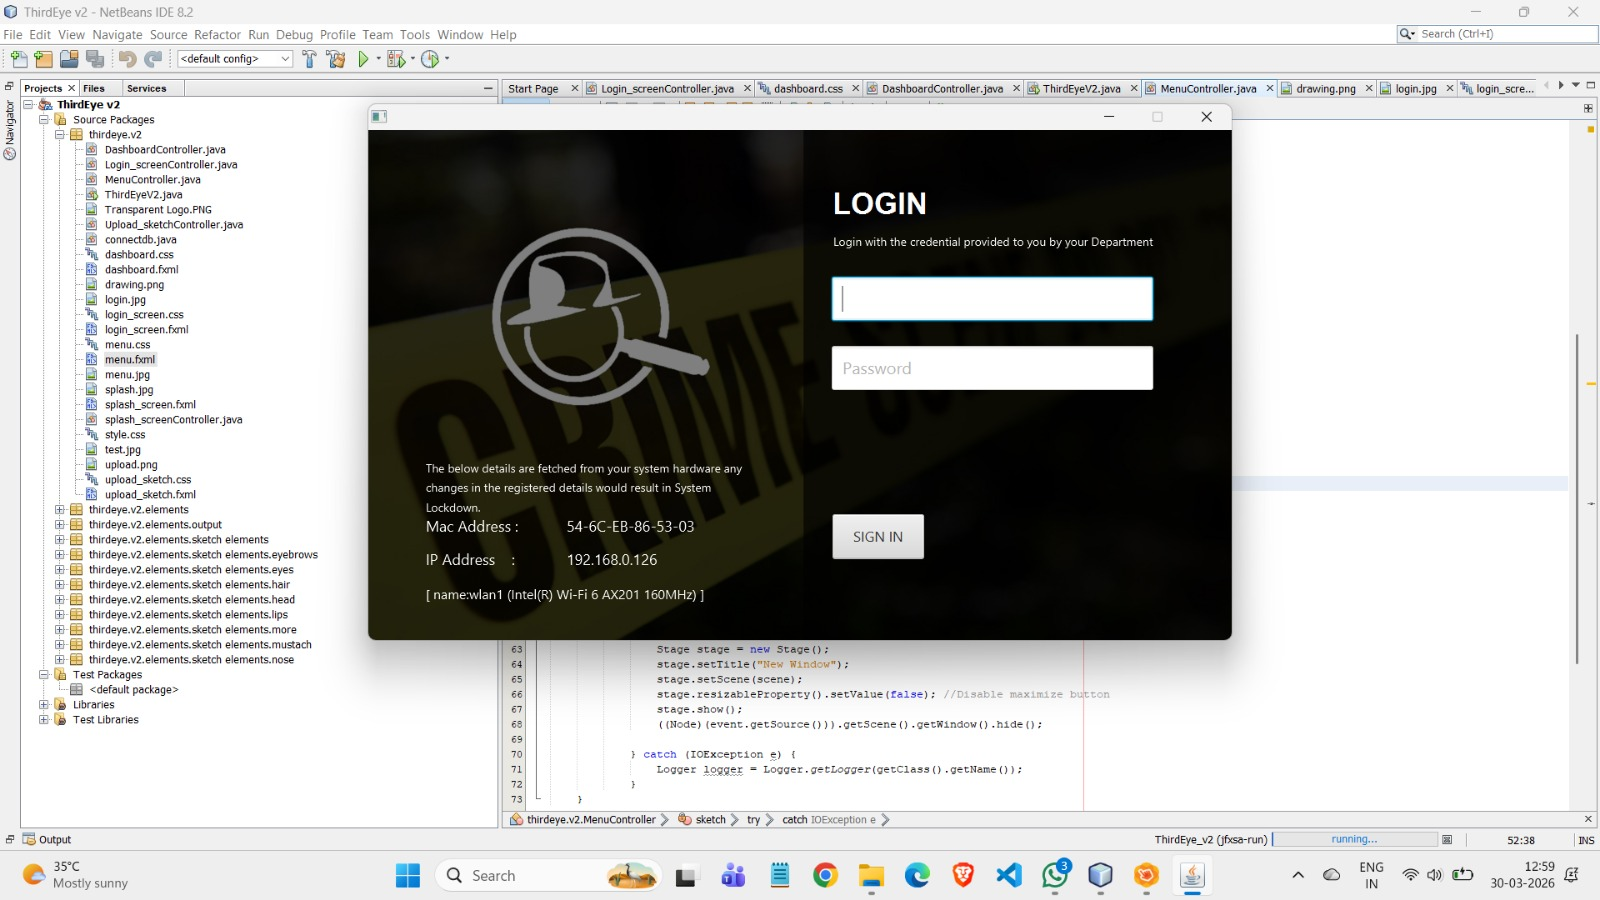 ThirdEye v2 - NetBeans IDE 8.2
File Edit View Navigate Source Refactor Run Debug Profile Team Tools Window Help
Search (Ctrl+I)
<default config>
Projects Files Services
Start Page Login_screenController.java dashboard.css DashboardController.java ThirdEyeV2.java MenuController.java drawing.png login.jpg login_scre...
Navigator
ThirdEye v2
Source Packages
thirdeye.v2
DashboardController.java
Login_screenController.java
MenuController.java
ThirdEyeV2.java
Transparent Logo.PNG
Upload_sketchController.java
connectdb.java
dashboard.css
dashboard.fxml
drawing.png
login.jpg
login_screen.css
login_screen.fxml
menu.css
menu.fxml
menu.jpg
splash.jpg
splash_screen.fxml
splash_screenController.java
style.css
test.jpg
upload.png
upload_sketch.css
upload_sketch.fxml
thirdeye.v2.elements
thirdeye.v2.elements.output
thirdeye.v2.elements.sketch elements
thirdeye.v2.elements.sketch elements.eyebrows
thirdeye.v2.elements.sketch elements.eyes
thirdeye.v2.elements.sketch elements.hair
thirdeye.v2.elements.sketch elements.head
thirdeye.v2.elements.sketch elements.lips
thirdeye.v2.elements.sketch elements.more
thirdeye.v2.elements.sketch elements.mustach
thirdeye.v2.elements.sketch elements.nose
Test Packages
<default package>
Libraries
Test Libraries
CRIME SCENE
The below details are fetched from your system hardware any
changes in the registered details would result in System
Lockdown.
Mac Address : 54-6C-EB-86-53-03
IP Address : 192.168.0.126
[ name:wlan1 (Intel(R) Wi-Fi 6 AX201 160MHz) ]
LOGIN
Login with the credential provided to you by your Department
Password
SIGN IN
63 Stage stage = new Stage();
64 stage.setTitle("New Window");
65 stage.setScene(scene);
66 stage.resizableProperty().setValue(false); //Disable maximize button
67 stage.show();
68 ((Node)(event.getSource())).getScene().getWindow().hide();
69
70 } catch (IOException e) {
71 Logger logger = Logger.getLogger(getClass().getName());
72 }
73 }
thirdeye.v2.MenuController sketch try catch IOException e
Output
ThirdEye_v2 (jfxsa-run) running... 52:38 INS
35°C
Mostly sunny
Search
3
ENG
IN
12:59
30-03-2026